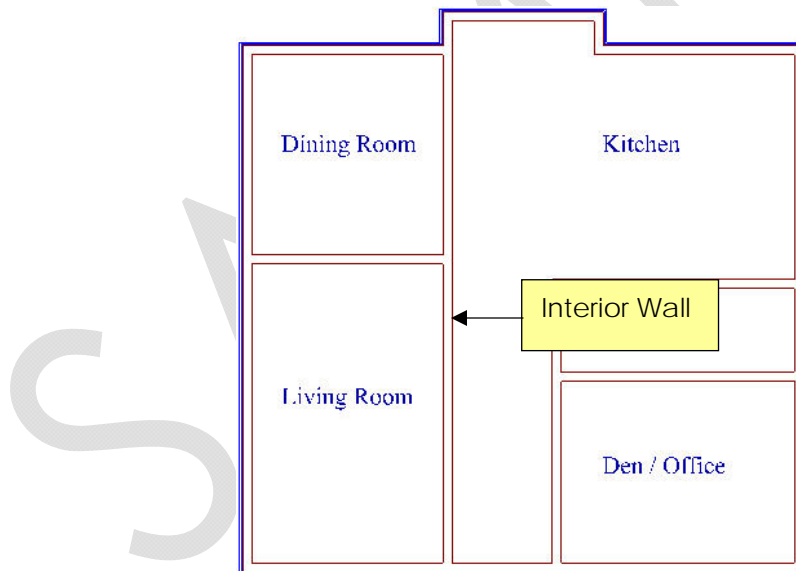 Dining Room
Kitchen
Interior Wall
Living Room
Den / Office